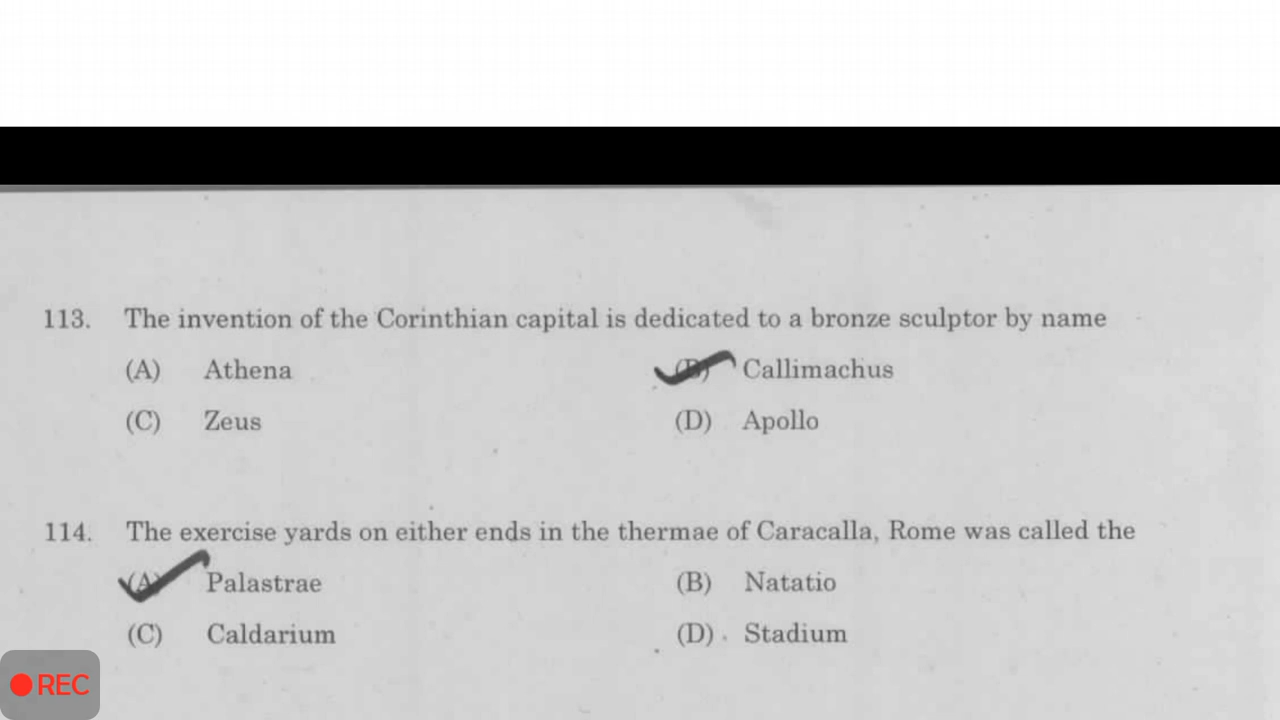 113. The invention of the Corinthian capital is dedicated to a bronze sculptor by name
(A) Athena (B) Callimachus
(C) Zeus (D) Apollo
114. The exercise yards on either ends in the thermae of Caracalla, Rome was called the
(A) Palastrae (B) Natatio
(C) Caldarium (D) Stadium
REC